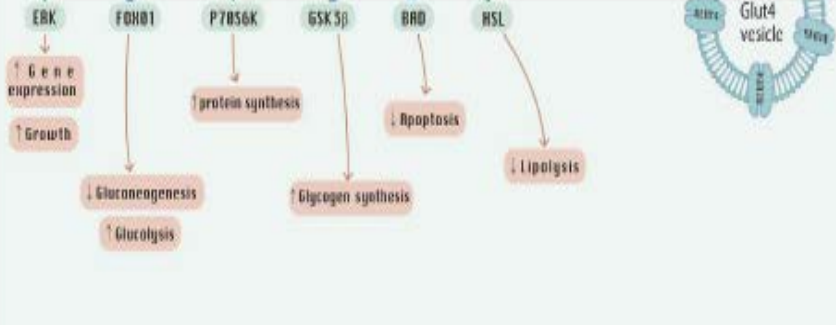 ERK
FOXO1
P70S6K
GSK3β
BAD
HSL
Glut4
vesicle
↑ Gene
expression
↑ Growth
↑ protein synthesis
↓ Apoptosis
↓ Lipolysis
↓ Gluconeogenesis
↑ Glycogen synthesis
↑ Glucolysis